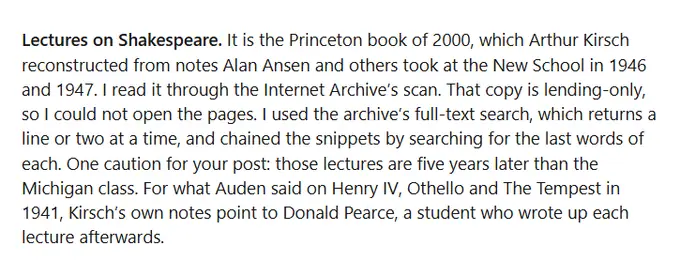 Lectures on Shakespeare. It is the Princeton book of 2000, which Arthur Kirsch
reconstructed from notes Alan Ansen and others took at the New School in 1946
and 1947. I read it through the Internet Archive’s scan. That copy is lending-only,
so I could not open the pages. I used the archive’s full-text search, which returns a
line or two at a time, and chained the snippets by searching for the last words of
each. One caution for your post: those lectures are five years later than the
Michigan class. For what Auden said on Henry IV, Othello and The Tempest in
1941, Kirsch’s own notes point to Donald Pearce, a student who wrote up each
lecture afterwards.